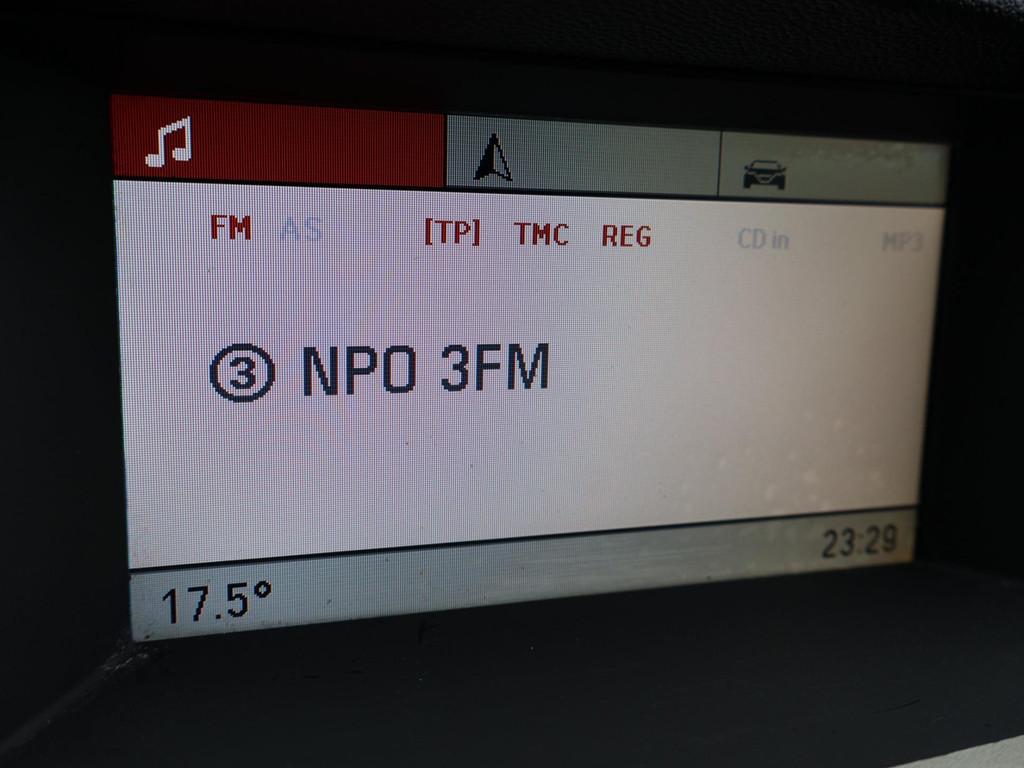 FM AS [TP] TMC REG CD in MP3
3 NPO 3FM
17.5° 23:29